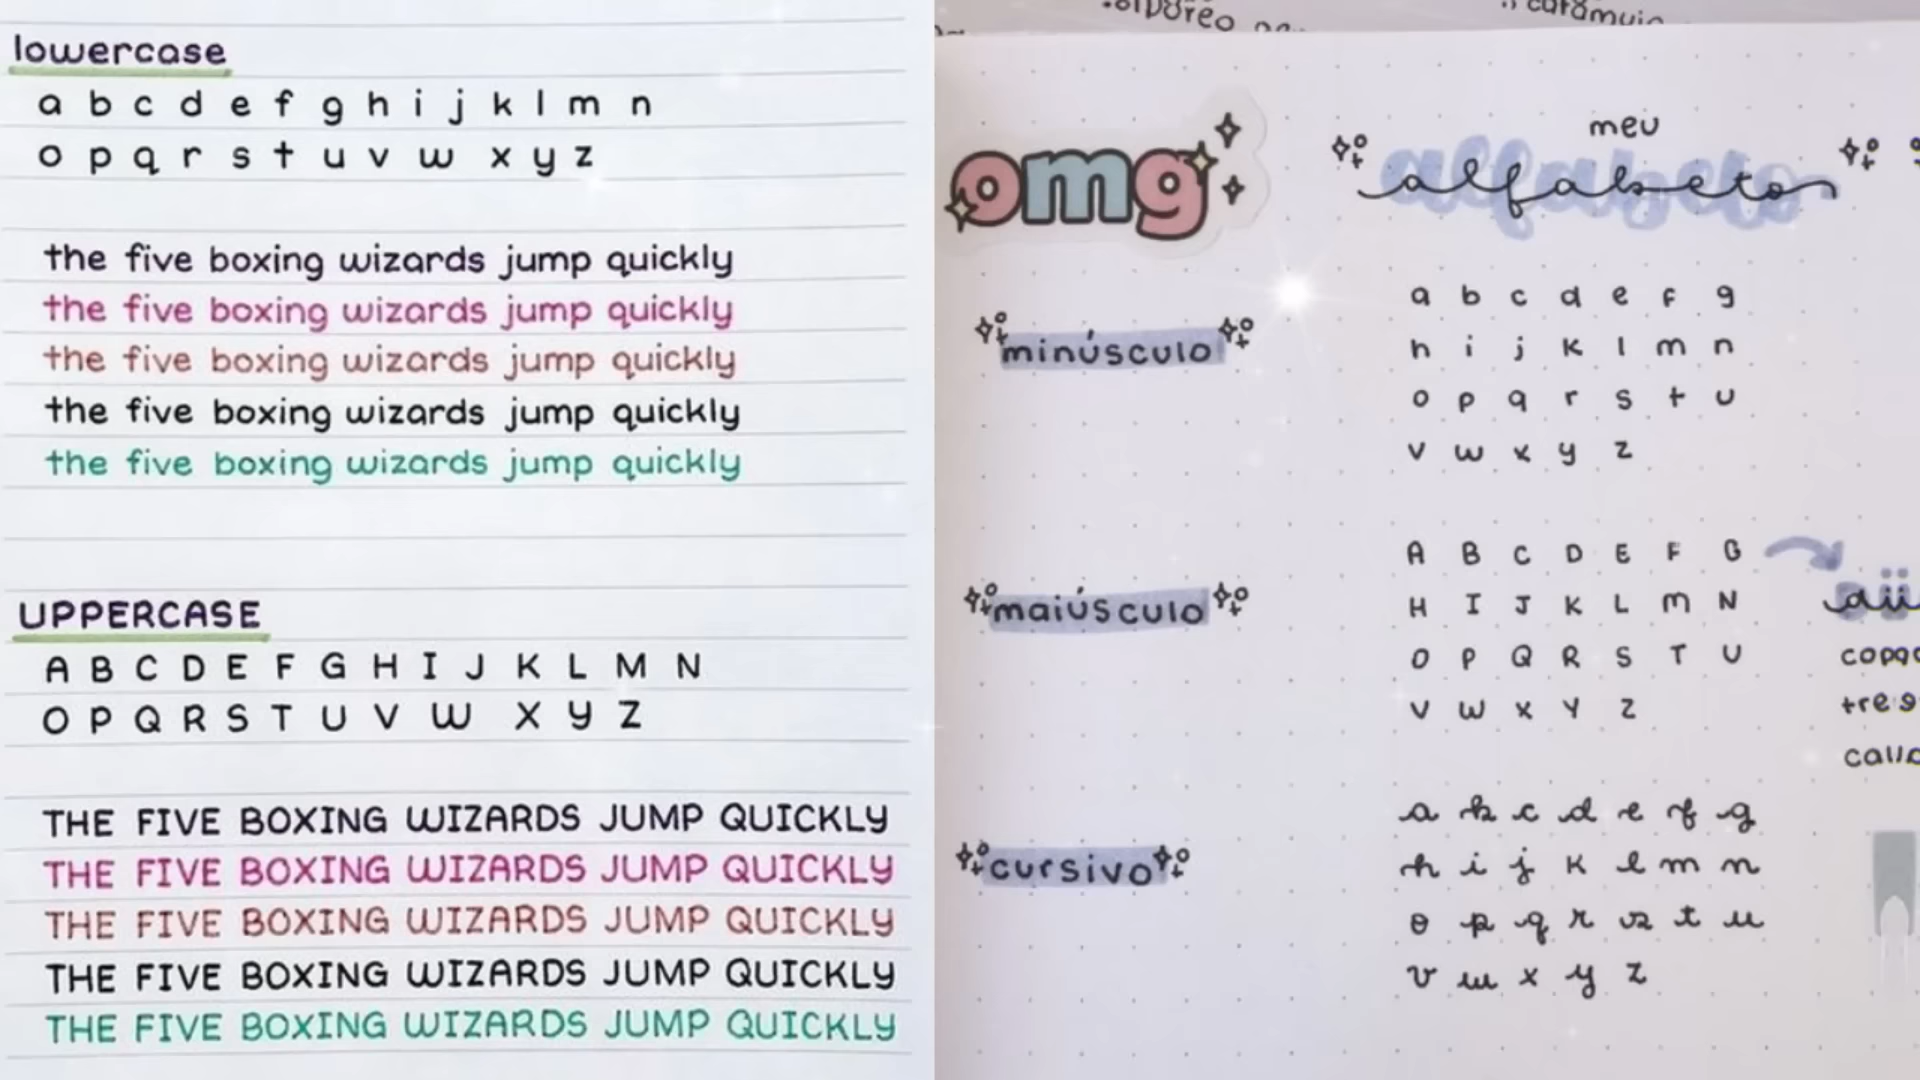 lowercase
a b c d e f g h i j k l m n
o p q r s t u v w x y z
the five boxing wizards jump quickly
the five boxing wizards jump quickly
the five boxing wizards jump quickly
the five boxing wizards jump quickly
the five boxing wizards jump quickly
UPPERCASE
A B C D E F G H I J K L M N
O P Q R S T U V W X Y Z
THE FIVE BOXING WIZARDS JUMP QUICKLY
THE FIVE BOXING WIZARDS JUMP QUICKLY
THE FIVE BOXING WIZARDS JUMP QUICKLY
THE FIVE BOXING WIZARDS JUMP QUICKLY
THE FIVE BOXING WIZARDS JUMP QUICKLY
omg
meu
alfabeto
minúsculo
a b c d e f g
h i j k l m n
o p q r s t u
v w x y z
maiúsculo
A B C D E F G
H I J K L M N
O P Q R S T U
V W X Y Z
cursivo
a b c d e f g
h i j k l m n
o p q r s t u
v w x y z